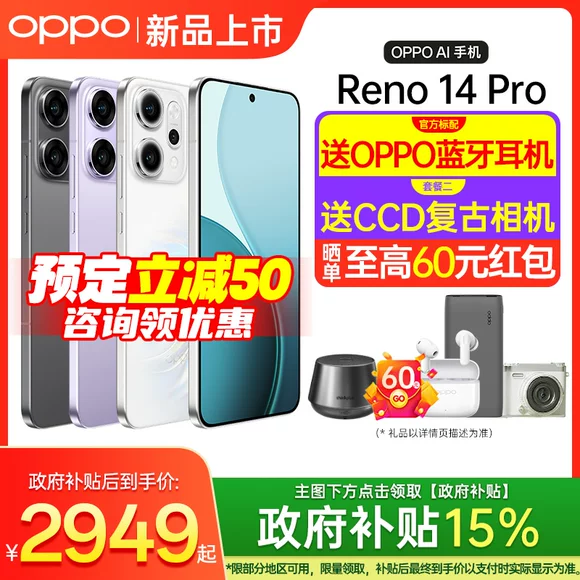 oppo 新品上市
OPPO AI 手机
Reno 14 Pro
官方标配
送OPPO蓝牙耳机
套餐二
送CCD复古相机
晒单 至高60元红包
预定立减50
咨询领优惠
oppo
60元
GO
oppo
(* 礼品以详情页描述为准)
政府补贴后到手价:
¥2949起
主图下方点击领取【政府补贴】
政府补贴15%
*限部分地区可用，限量领取，补贴后最终到手价以支付时实际显示为准。